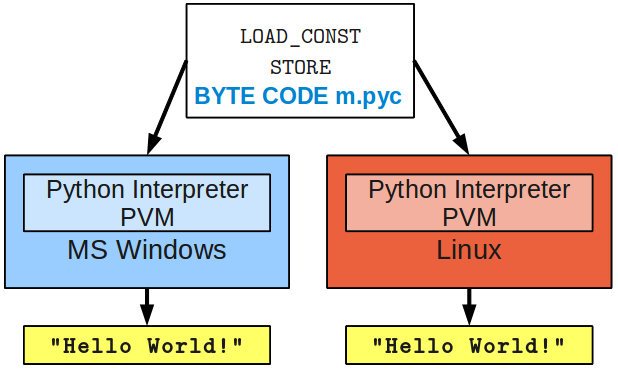 LOAD_CONST
STORE
BYTE CODE m.pyc
Python Interpreter
PVM
MS Windows
Python Interpreter
PVM
Linux
"Hello World!"
"Hello World!"